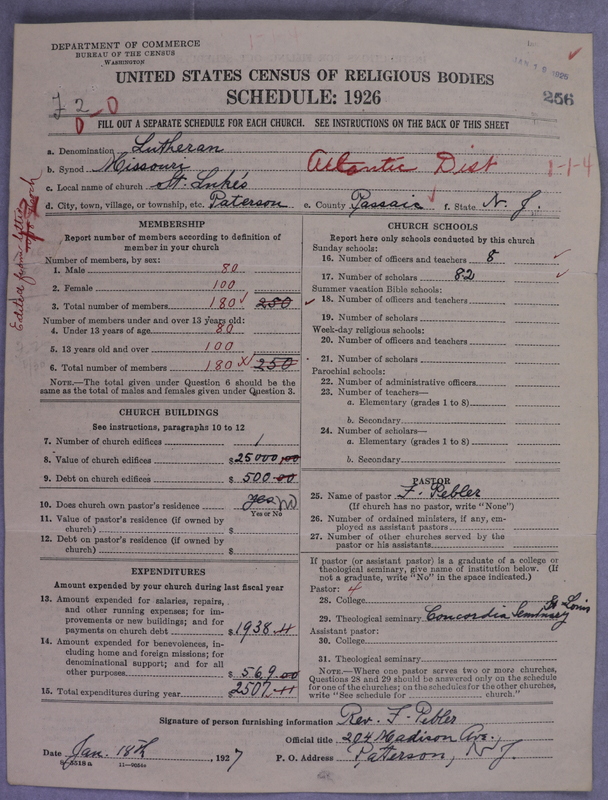 DEPARTMENT OF COMMERCE
BUREAU OF THE CENSUS
WASHINGTON
1-1-4
UNITED STATES CENSUS OF RELIGIOUS BODIES
SCHEDULE: 1926
256
FILL OUT A SEPARATE SCHEDULE FOR EACH CHURCH. SEE INSTRUCTIONS ON THE BACK OF THIS SHEET
a. Denomination Lutheran
b. Synod Missouri Atlantic Dist 1-1-4
c. Local name of church St. Luke's
d. City, town, village, or township, etc. Paterson e. County Passaic f. State N. J.
MEMBERSHIP
Report number of members according to definition of member in your church
Number of members, by sex:
1. Male 80
2. Female 100
3. Total number of members 180 250
Number of members under and over 13 years old:
4. Under 13 years of age 80
5. 13 years old and over 100
6. Total number of members 180 250
NOTE.—The total given under Question 6 should be the
same as the total of males and females given under Question 3.
CHURCH BUILDINGS
See instructions, paragraphs 10 to 12
7. Number of church edifices 1
8. Value of church edifices $25000.00
9. Debt on church edifices $500.00
10. Does church own pastor's residence yes no
Yes or No
11. Value of pastor's residence (if owned by
church) $
12. Debt on pastor's residence (if owned by
church) $
EXPENDITURES
Amount expended by your church during last fiscal year
13. Amount expended for salaries, repairs,
and other running expenses; for im-
provements or new buildings; and for
payments on church debt $1938.
14. Amount expended for benevolences, in-
cluding home and foreign missions; for
denominational support; and for all
other purposes $569.00
15. Total expenditures during year $2507.
CHURCH SCHOOLS
Report here only schools conducted by this church
Sunday schools:
16. Number of officers and teachers 8
17. Number of scholars 82
Summer vacation Bible schools:
18. Number of officers and teachers
19. Number of scholars
Week-day religious schools:
20. Number of officers and teachers
21. Number of scholars
Parochial schools:
22. Number of administrative officers
23. Number of teachers—
a. Elementary (grades 1 to 8)
b. Secondary
24. Number of scholars—
a. Elementary (grades 1 to 8)
b. Secondary
PASTOR
25. Name of pastor F.
(If church has no pastor, write "None")
26. Number of ordained ministers, if any, em-
ployed as assistant pastors
27. Number of other churches served by the
pastor or his assistants
If pastor (or assistant pastor) is a graduate of a college or
theological seminary, give name of institution below. (If
not a graduate, write "No" in the space indicated.)
Pastor: 4
28. College
29. Theological seminary Concordia Seminary St Louis
Assistant pastor:
30. College
31. Theological seminary
NOTE.—Where one pastor serves two or more churches,
Questions 28 and 29 should be answered only on the schedule
for one of the churches; on the schedules for the other churches,
write "See schedule for church."
Signature of person furnishing information Rev. F.
Official title 204 Madison Ave.,
Date Jan. 18th, 1927 P. O. Address Patterson, N. J.
8-5518a